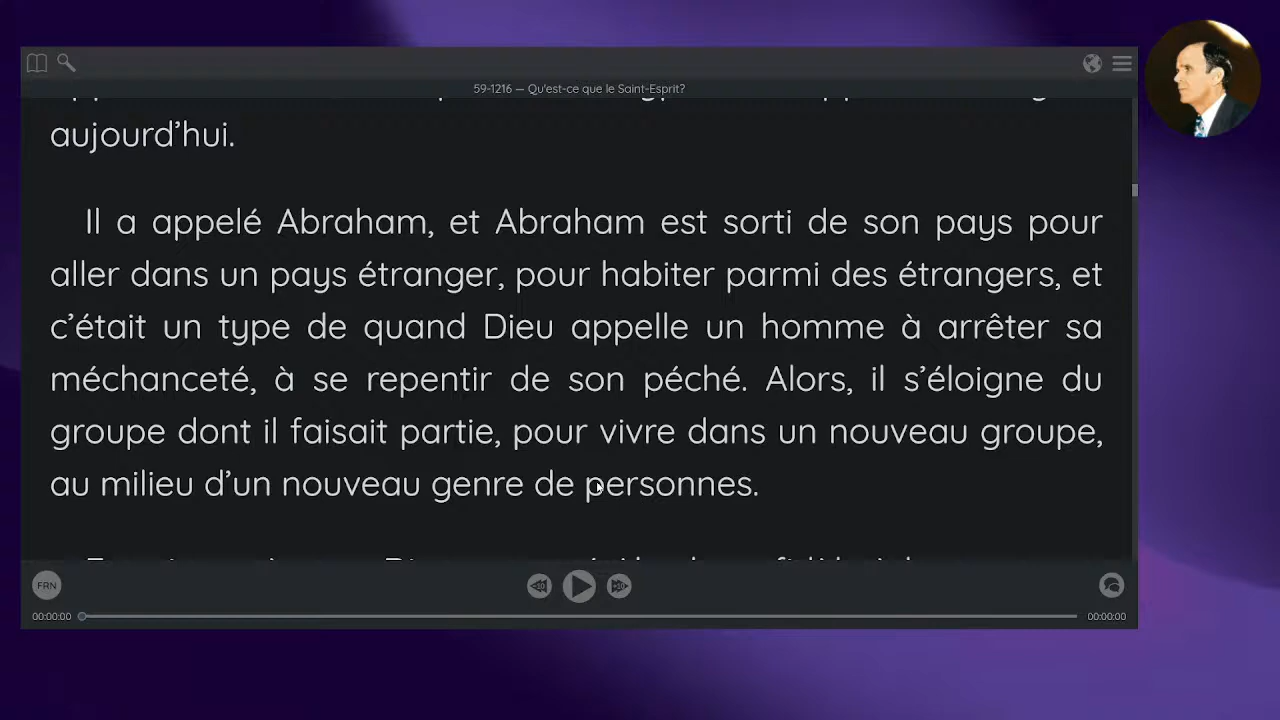 59-1216 — Qu'est-ce que le Saint-Esprit?
aujourd’hui.
Il a appelé Abraham, et Abraham est sorti de son pays pour
aller dans un pays étranger, pour habiter parmi des étrangers, et
c’était un type de quand Dieu appelle un homme à arrêter sa
méchanceté, à se repentir de son péché. Alors, il s’éloigne du
groupe dont il faisait partie, pour vivre dans un nouveau groupe,
au milieu d’un nouveau genre de personnes.
FRN
00:00:00
00:00:00